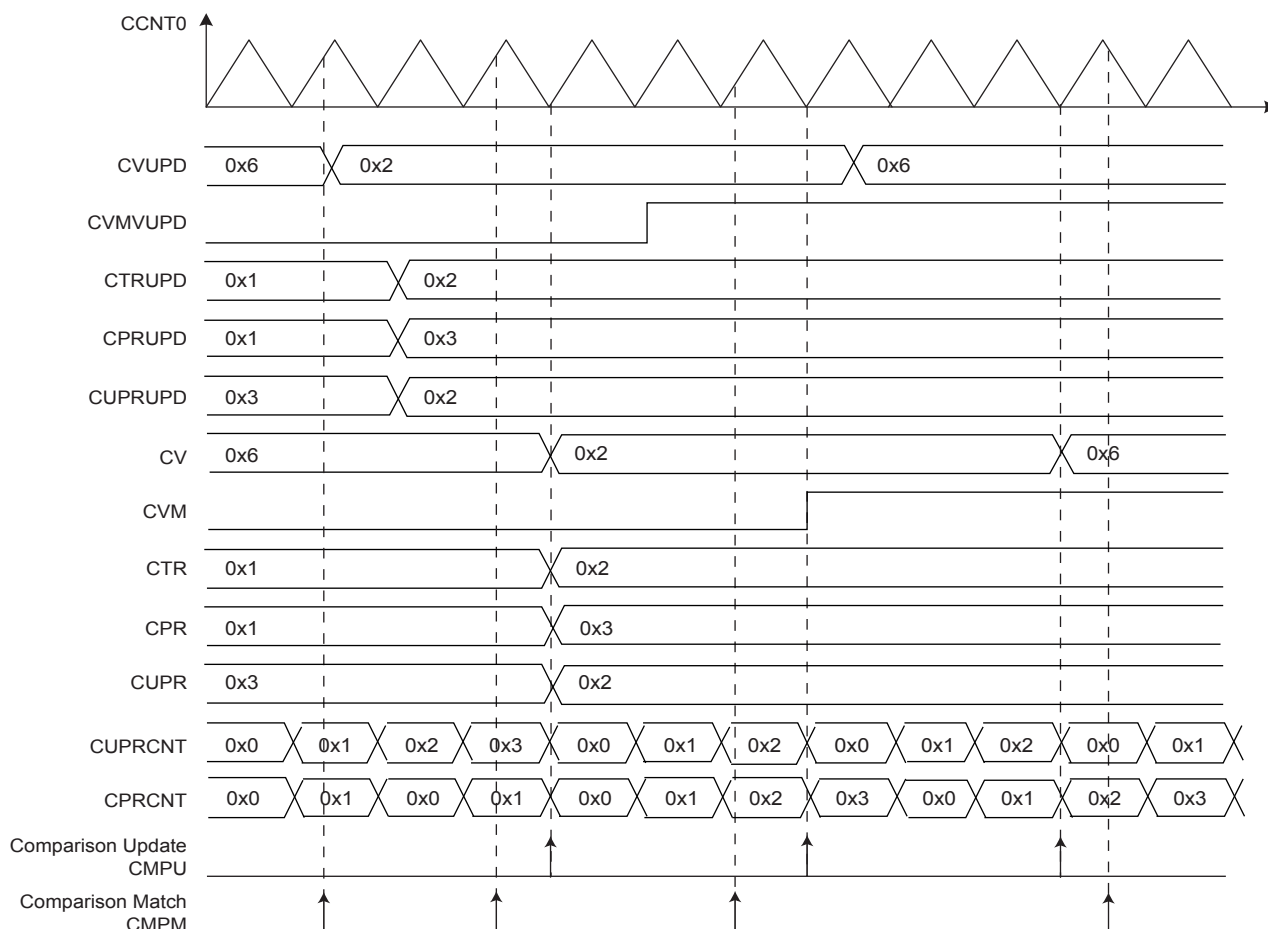 CCNT0
CVUPD 0x6 0x2 0x6
CVMVUPD
CTRUPD 0x1 0x2
CPRUPD 0x1 0x3
CUPRUPD 0x3 0x2
CV 0x6 0x2 0x6
CVM
CTR 0x1 0x2
CPR 0x1 0x3
CUPR 0x3 0x2
CUPRCNT 0x0 0x1 0x2 0x3 0x0 0x1 0x2 0x0 0x1 0x2 0x0 0x1
CPRCNT 0x0 0x1 0x0 0x1 0x0 0x1 0x2 0x3 0x0 0x1 0x2 0x3
Comparison Update
CMPU
Comparison Match
CMPM